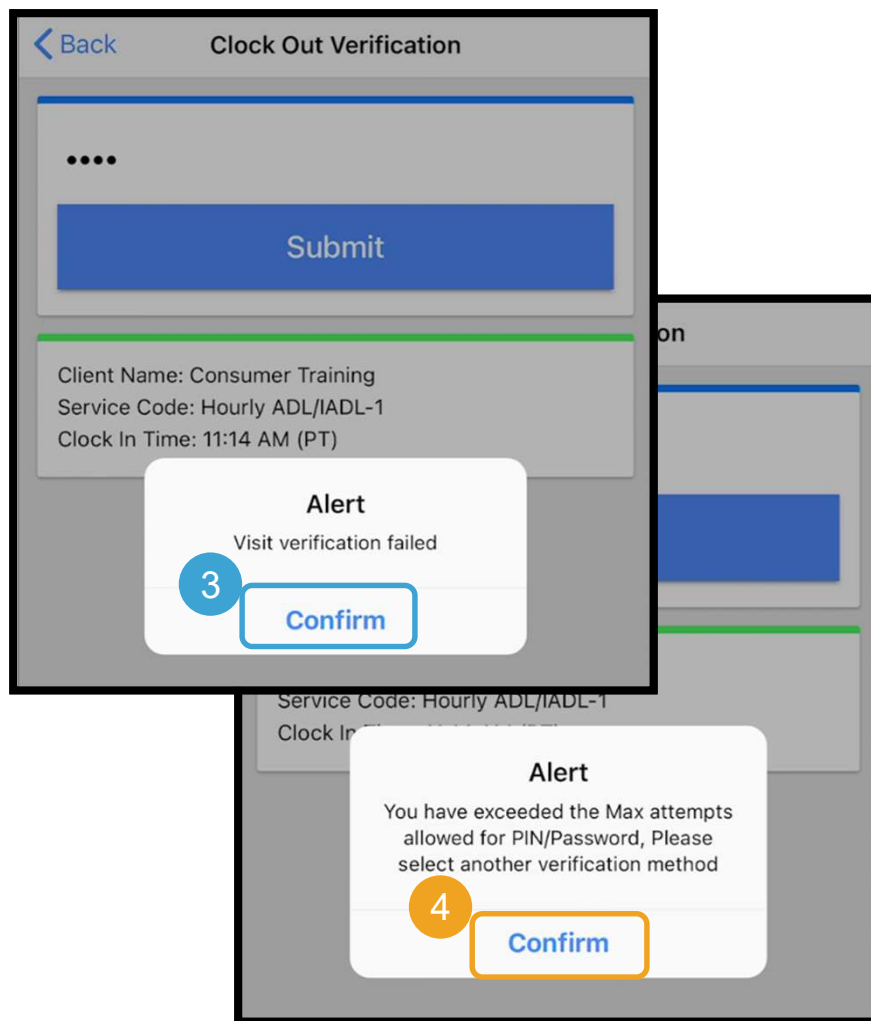 Back
Clock Out Verification
••••
Submit
Client Name: Consumer Training
Service Code: Hourly ADL/IADL-1
Clock In Time: 11:14 AM (PT)
Alert
Visit verification failed
3
Confirm
on
Service Code: Hourly ADL/IADL-1
Clock In
Alert
You have exceeded the Max attempts
allowed for PIN/Password, Please
select another verification method
4
Confirm